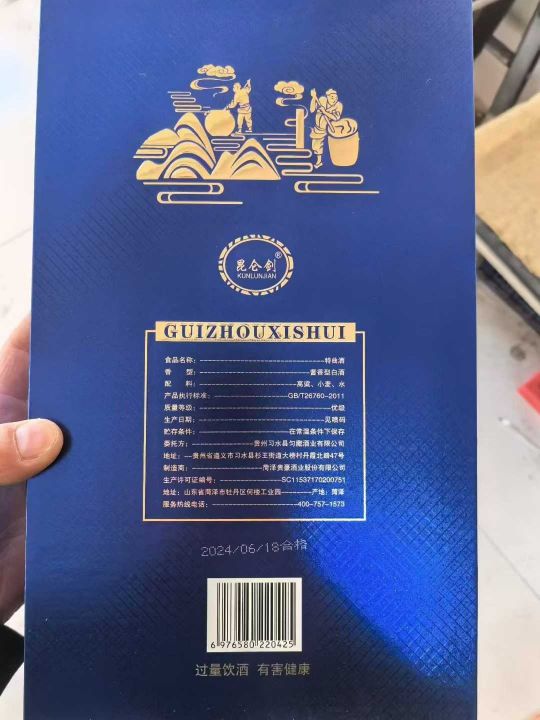 昆仑剑®
KUNLUNJIAN
GUIZHOUXISHUI
食品名称：特曲酒
香 型：酱香型白酒
配 料：高粱、小麦、水
产品执行标准：GB/T26760-2011
质量等级：优级
生产日期：见喷码
贮存条件：在常温条件下保存
委托方：贵州习水县匀殿酒业有限公司
地址：贵州省遵义市习水县杉王街道大榜村丹霞北路47号
制造商：菏泽贵豪酒业股份有限公司
生产许可证编号：SC11537170200751
地址：山东省菏泽市牡丹区何楼工业园 产地：菏泽
服务热线电话：400-757-1573
2024/06/18合格
6 976580 220425
过量饮酒 有害健康